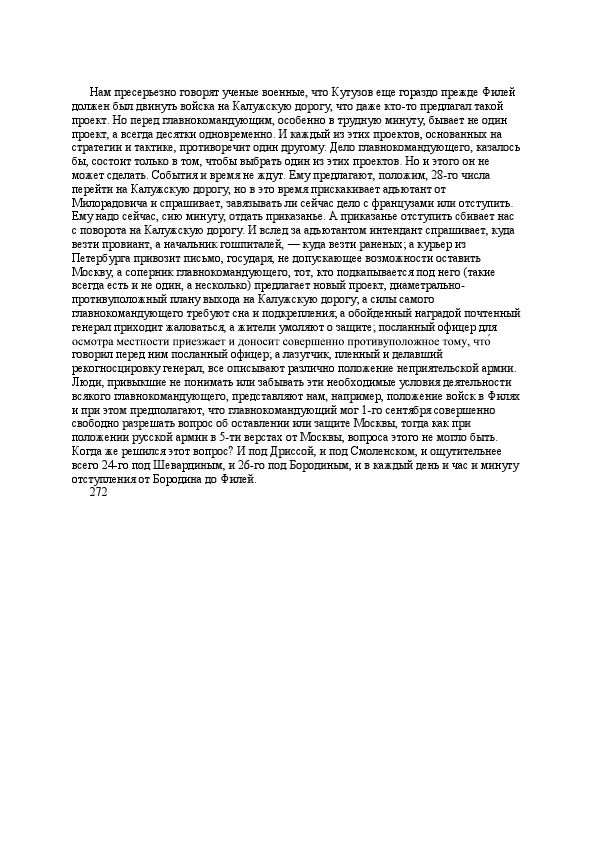 Нам пресерьезно говорят ученые военные, что Кутузов еще гораздо прежде Филей
должен был двинуть войска на Калужскую дорогу, что даже кто-то предлагал такой
проект. Но перед главнокомандующим, особенно в трудную минуту, бывает не один
проект, а всегда десятки одновременно. И каждый из этих проектов, основанных на
стратегии и тактике, противоречит один другому. Дело главнокомандующего, казалось
бы, состоит только в том, чтобы выбрать один из этих проектов. Но и этого он не
может сделать. События и время не ждут. Ему предлагают, положим, 28-го числа
перейти на Калужскую дорогу, но в это время прискакивает адъютант от
Милорадовича и спрашивает, завязывать ли сейчас дело с французами или отступить.
Ему надо сейчас, сию минуту, отдать приказанье. А приказанье отступить сбивает нас
с поворота на Калужскую дорогу. И вслед за адъютантом интендант спрашивает, куда
везти провиант, а начальник гошпиталей, — куда везти раненых; а курьер из
Петербурга привозит письмо, государя, не допускающее возможности оставить
Москву, а соперник главнокомандующего, тот, кто подкапывается под него (такие
всегда есть и не один, а несколько) предлагает новый проект, диаметрально-
противуположный плану выхода на Калужскую дорогу; а силы самого
главнокомандующего требуют сна и подкрепления; а обойденный наградой почтенный
генерал приходит жаловаться, а жители умоляют о защите; посланный офицер для
осмотра местности приезжает и доносит совершенно противуположное тому, что́
говорил перед ним посланный офицер; а лазутчик, пленный и делавший
рекогносцировку генерал, все описывают различно положение неприятельской армии.
Люди, привыкшие не понимать или забывать эти необходимые условия деятельности
всякого главнокомандующего, представляют нам, например, положение войск в Филях
и при этом предполагают, что главнокомандующий мог 1-го сентября совершенно
свободно разрешать вопрос об оставлении или защите Москвы, тогда как при
положении русской армии в 5-ти верстах от Москвы, вопроса этого не могло быть.
Когда же решился этот вопрос? И под Дриссой, и под Смоленском, и ощутительнее
всего 24-го под Шевардиным, и 26-го под Бородиным, и в каждый день и час и минуту
отступления от Бородина до Филей.
272